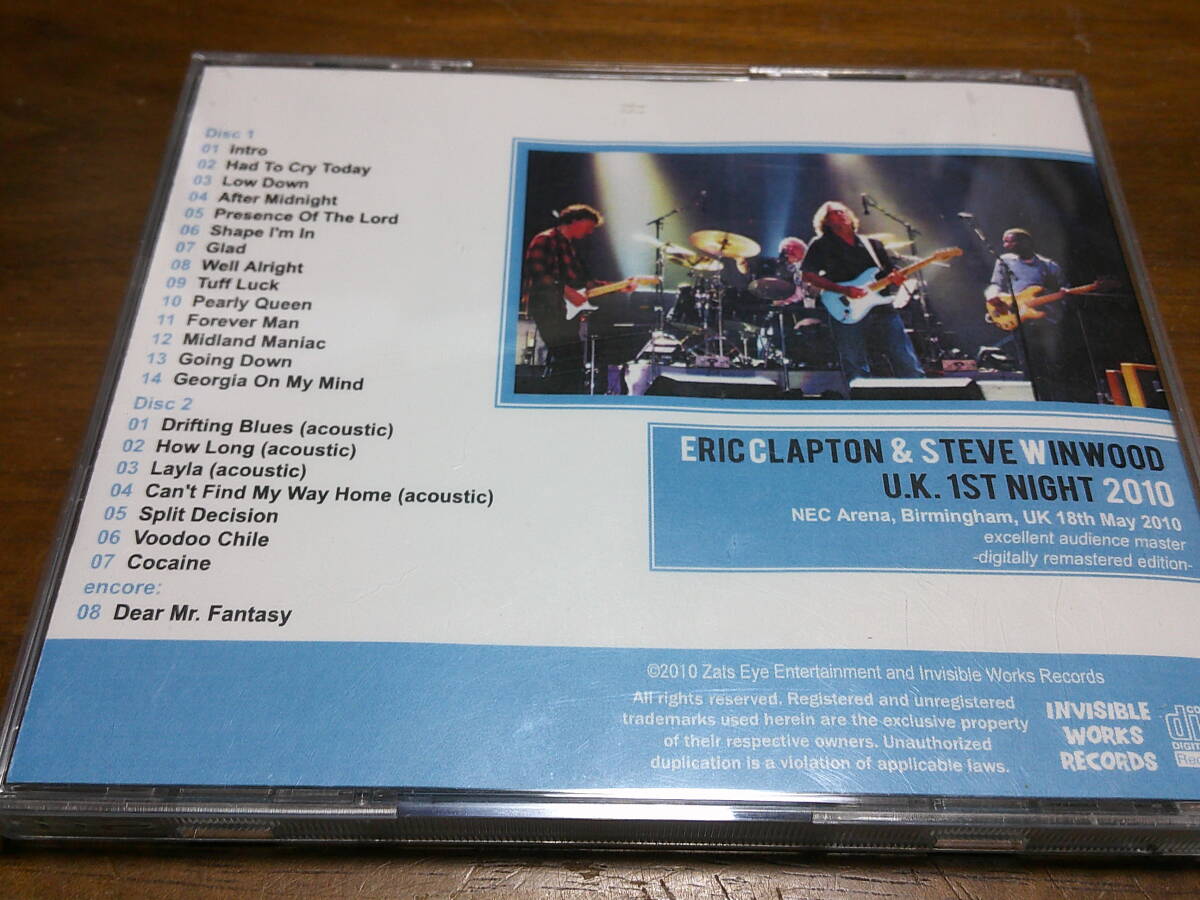 Disc 1
01 Intro
02 Had To Cry Today
03 Low Down
04 After Midnight
05 Presence Of The Lord
06 Shape I'm In
07 Glad
08 Well Alright
09 Tuff Luck
10 Pearly Queen
11 Forever Man
12 Midland Maniac
13 Going Down
14 Georgia On My Mind
Disc 2
01 Drifting Blues (acoustic)
02 How Long (acoustic)
03 Layla (acoustic)
04 Can't Find My Way Home (acoustic)
05 Split Decision
06 Voodoo Chile
07 Cocaine
encore:
08 Dear Mr. Fantasy
ERIC CLAPTON & STEVE WINWOOD
U.K. 1ST NIGHT 2010
NEC Arena, Birmingham, UK 18th May 2010
excellent audience master
-digitally remastered edition-
©2010 Zats Eye Entertainment and Invisible Works Records
All rights reserved. Registered and unregistered
trademarks used herein are the exclusive property
of their respective owners. Unauthorized
duplication is a violation of applicable laws.
INVISIBLE
WORKS
RECORDS